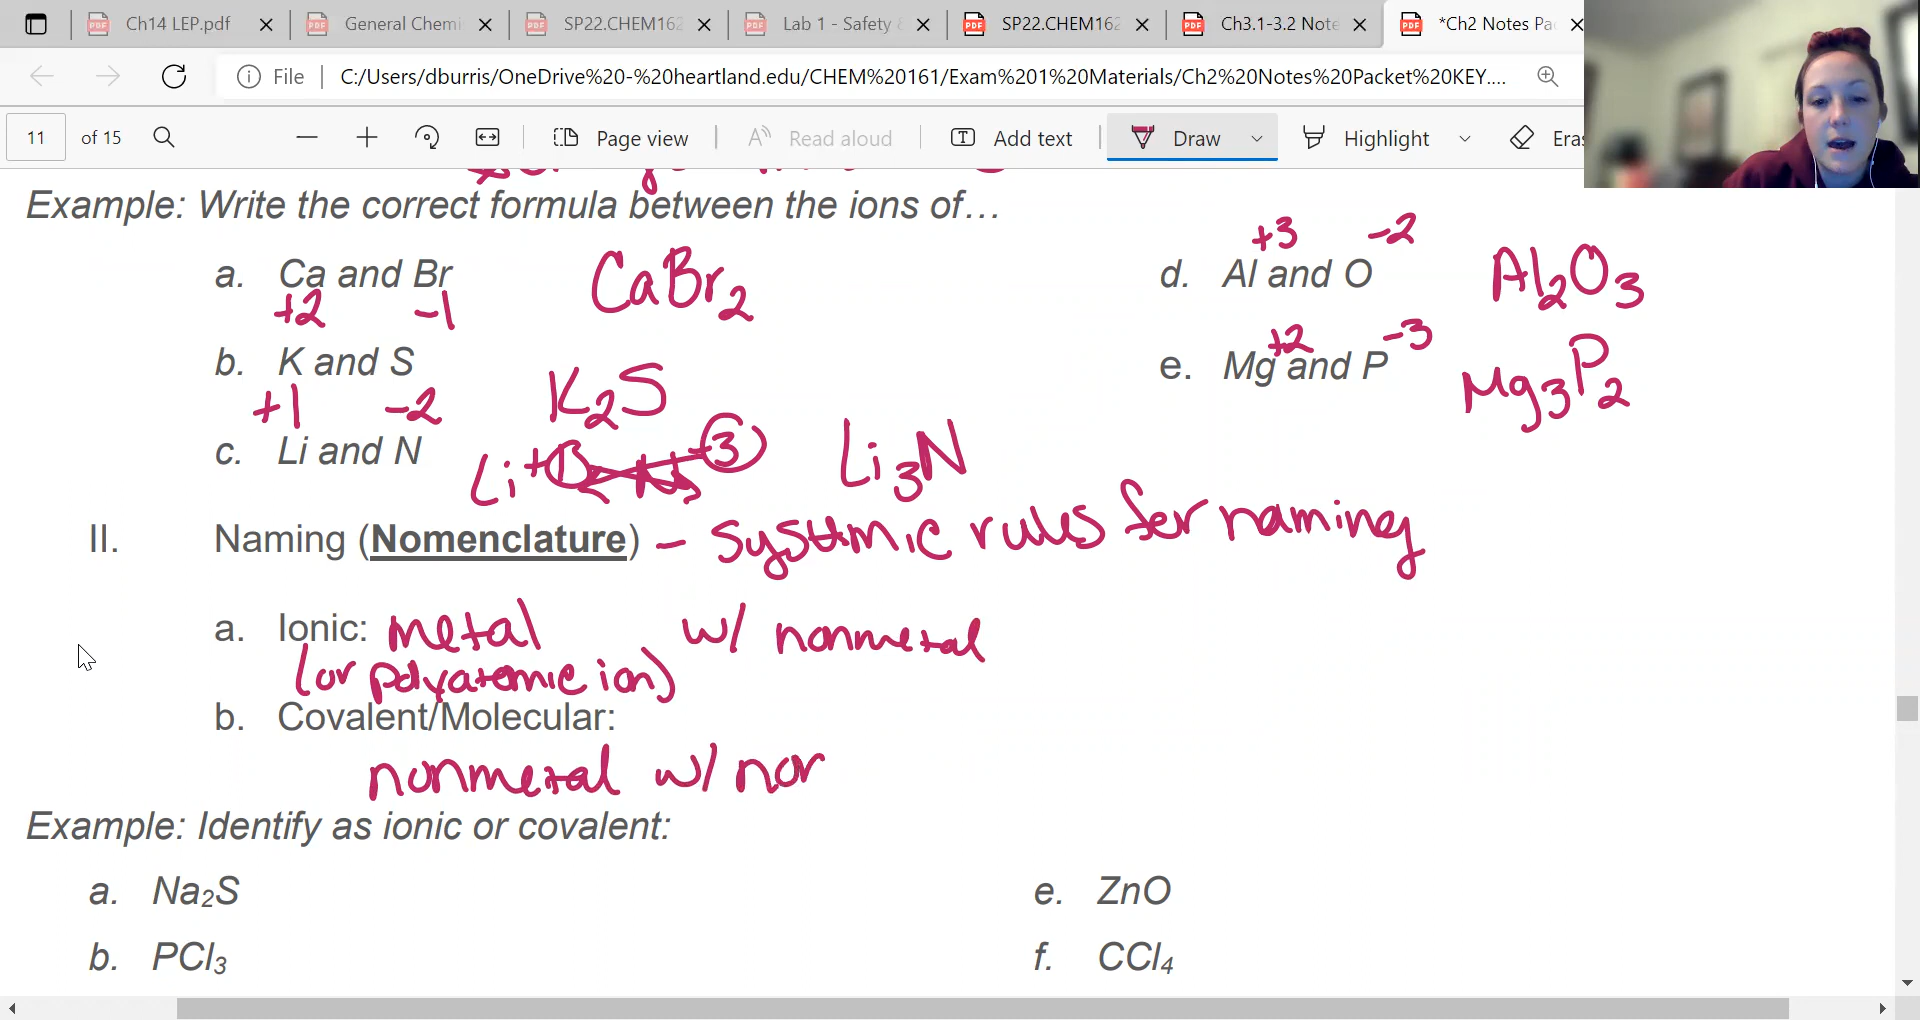 Ch14 LEP.pdf
General Chemi
SP22.CHEM162
Lab 1 - Safety &
SP22.CHEM162
Ch3.1-3.2 Note
*Ch2 Notes Pa
File
C:/Users/dburris/OneDrive%20-%20heartland.edu/CHEM%20161/Exam%201%20Materials/Ch2%20Notes%20Packet%20KEY....
11 of 15
Page view
Read aloud
Add text
Draw
Highlight
Eras
Example: Write the correct formula between the ions of…
a. Ca and Br CaBr2
+2 -1
b. K and S K2S
+1 -2
c. Li and N Li+1 N-3 Li3N
+3 -2
d. Al and O Al2O3
+2 -3
e. Mg and P Mg3P2
II. Naming (Nomenclature) - systemic rules for naming
a. Ionic: metal w/ nonmetal
(or polyatomic ion)
b. Covalent/Molecular:
nonmetal w/ non
Example: Identify as ionic or covalent:
a. Na2S
b. PCl3
e. ZnO
f. CCl4